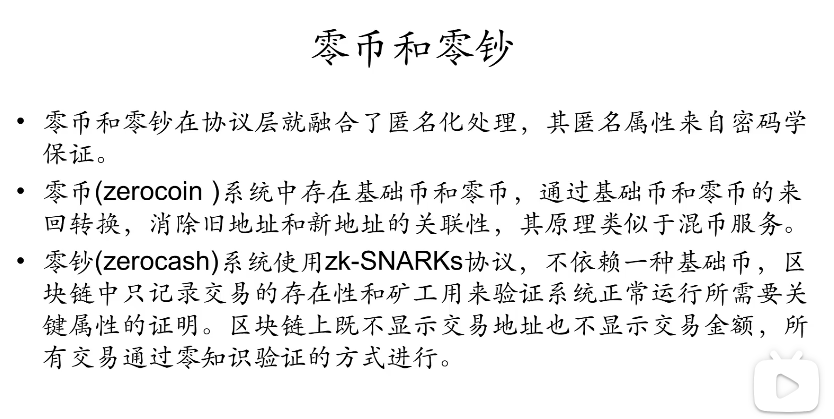 零币和零钞
• 零币和零钞在协议层就融合了匿名化处理，其匿名属性来自密码学
保证。
• 零币(zerocoin )系统中存在基础币和零币，通过基础币和零币的来
回转换，消除旧地址和新地址的关联性，其原理类似于混币服务。
• 零钞(zerocash)系统使用zk-SNARKs协议，不依赖一种基础币，区
块链中只记录交易的存在性和矿工用来验证系统正常运行所需要关
键属性的证明。区块链上既不显示交易地址也不显示交易金额，所
有交易通过零知识验证的方式进行。